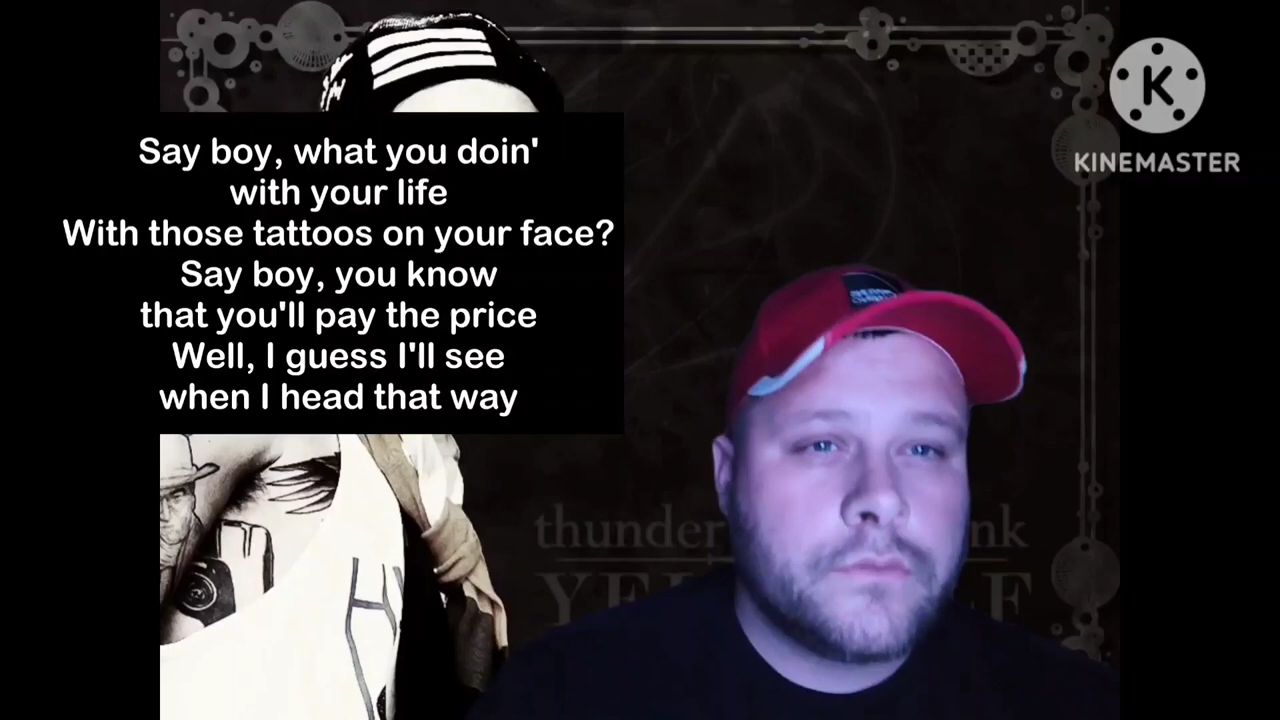 Say boy, what you doin'
with your life
With those tattoos on your face?
Say boy, you know
that you'll pay the price
Well, I guess I'll see
when I head that way
K
KINEMASTER
thunder